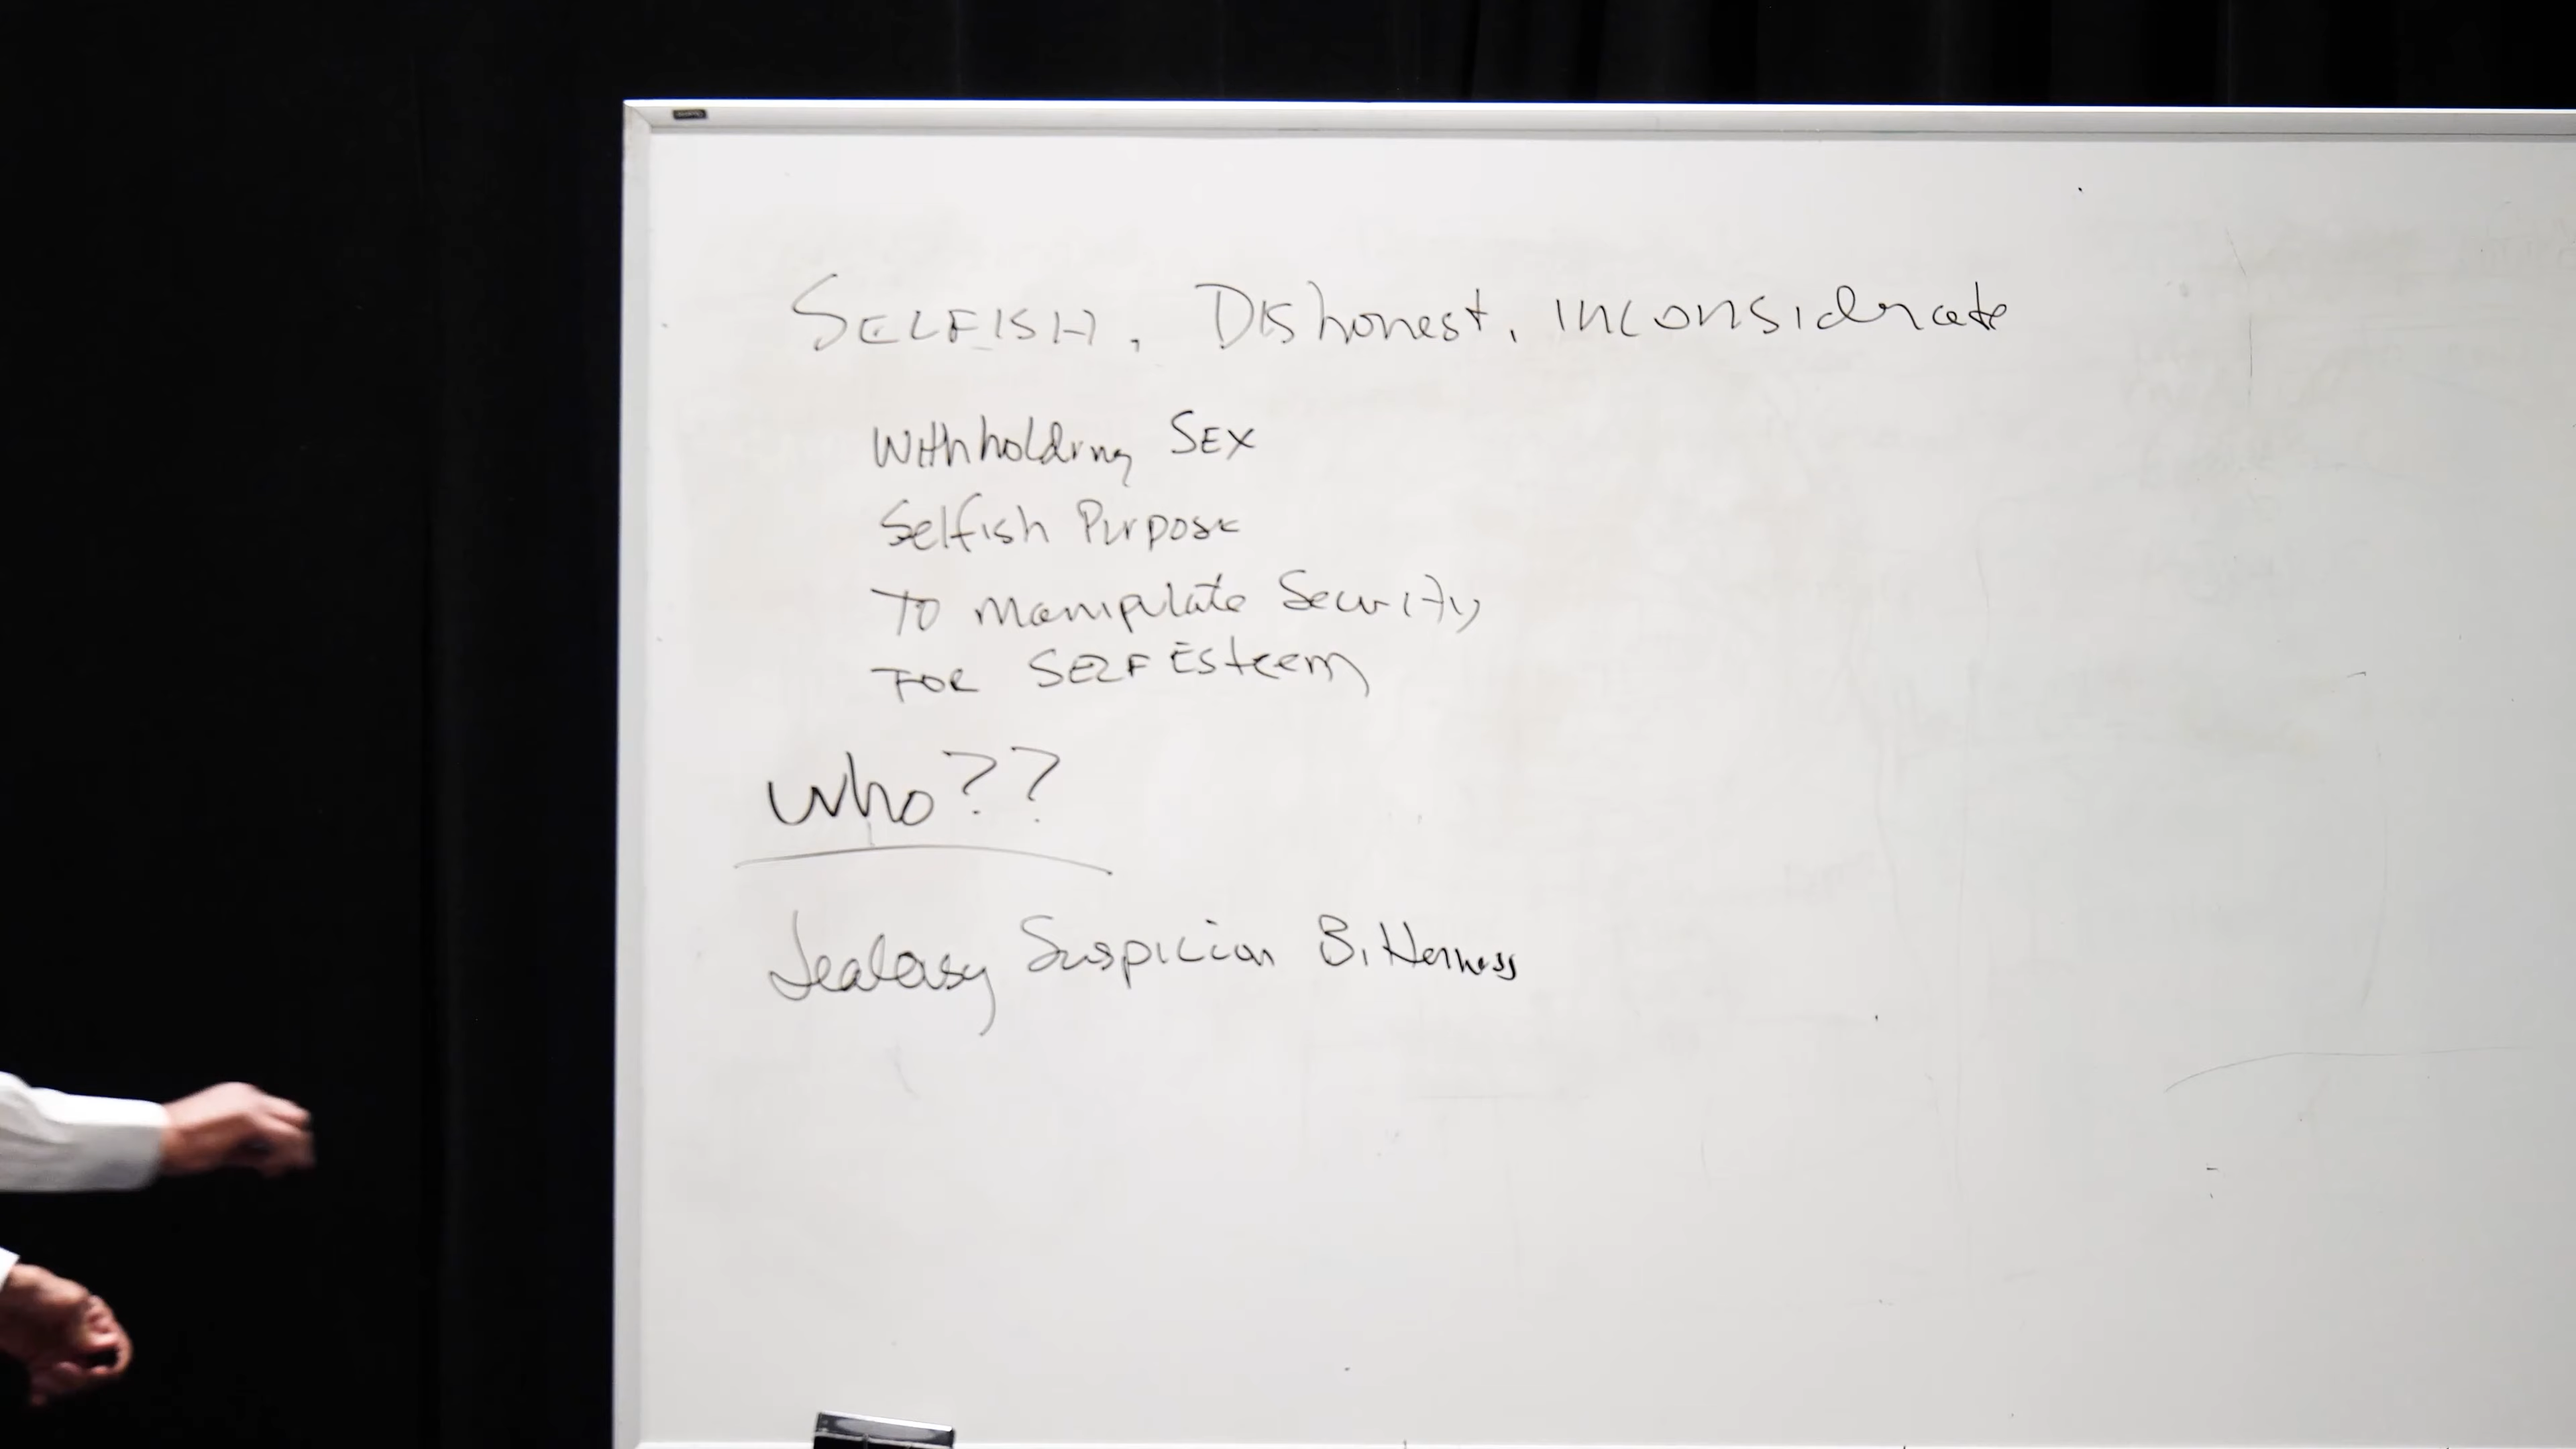 SELFISH, Dishonest, inconsiderate
Withholding SEX
Selfish Purpose
TO Manipulate Security
FOR SELF Esteem
who??
Jealousy Suspicion Bitterness